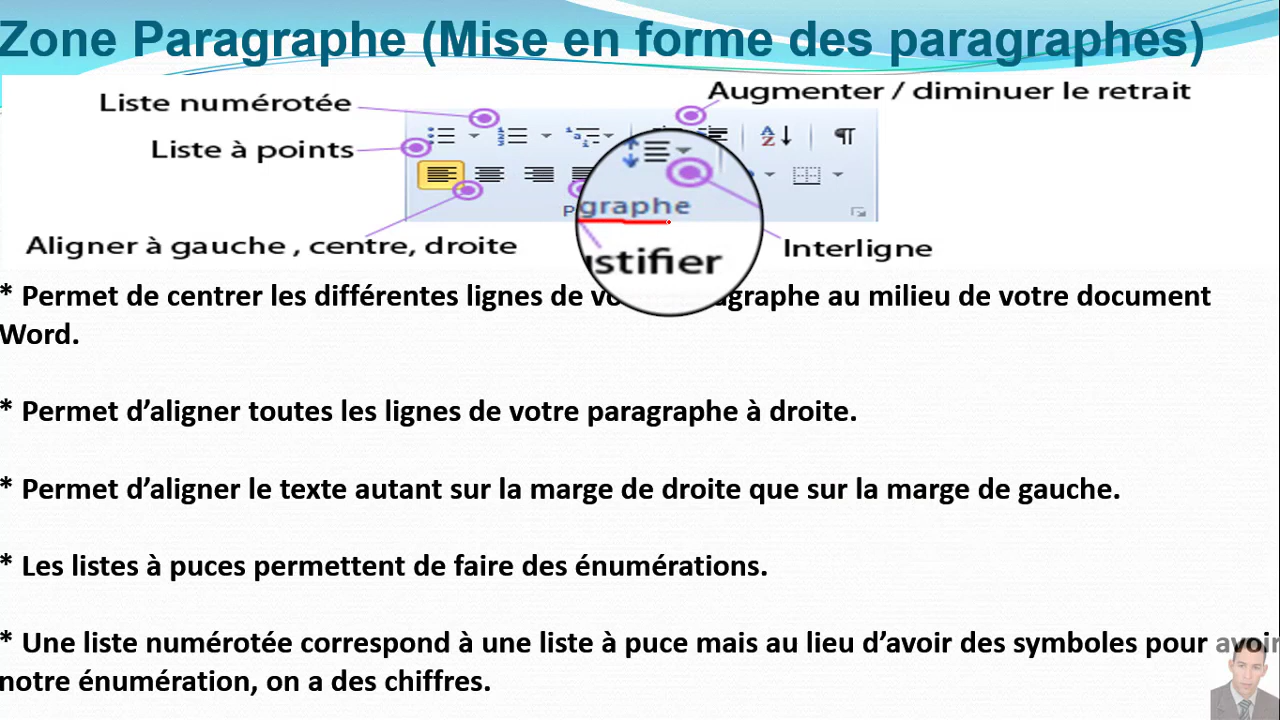 Zone Paragraphe (Mise en forme des paragraphes)
Augmenter / diminuer le retrait
Liste numérotée
Liste à points
graphe
Aligner à gauche , centre, droite
ustifier
Interligne
* Permet de centrer les différentes lignes de graphe au milieu de votre document
Word.
* Permet d’aligner toutes les lignes de votre paragraphe à droite.
* Permet d’aligner le texte autant sur la marge de droite que sur la marge de gauche.
* Les listes à puces permettent de faire des énumérations.
* Une liste numérotée correspond à une liste à puce mais au lieu d’avoir des symboles pour avoir
notre énumération, on a des chiffres.